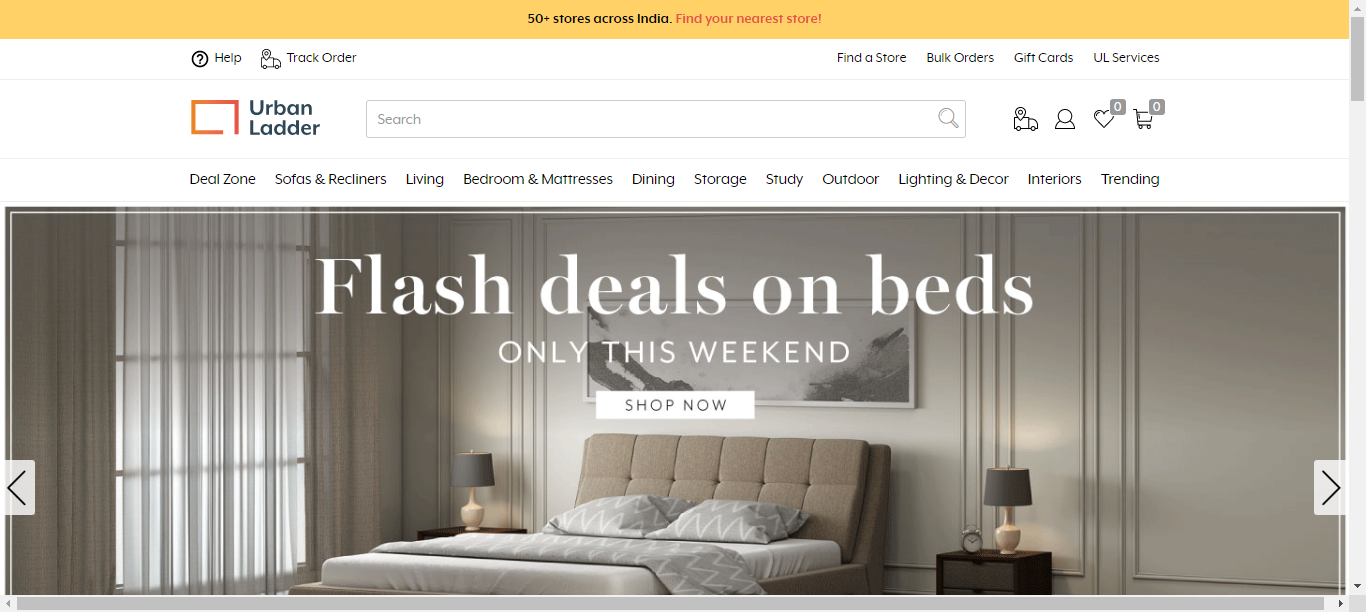 50+ stores across India. Find your nearest store!
Help Track Order Find a Store Bulk Orders Gift Cards UL Services
Urban
Ladder
Search
0 0
Deal Zone Sofas & Recliners Living Bedroom & Mattresses Dining Storage Study Outdoor Lighting & Decor Interiors Trending
Flash deals on beds
ONLY THIS WEEKEND
SHOP NOW